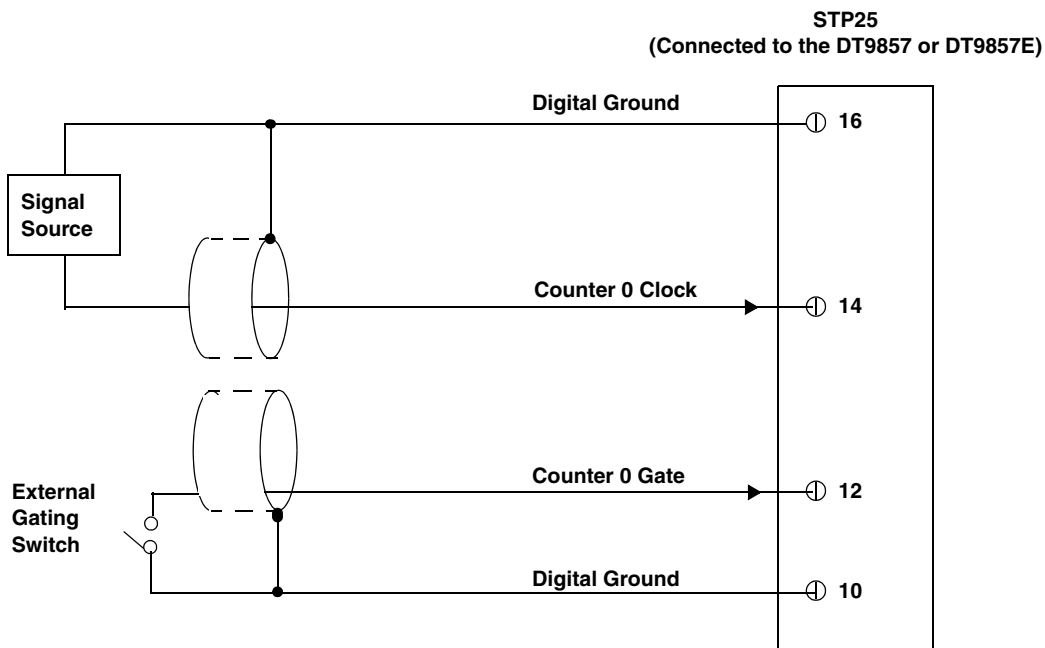 STP25
(Connected to the DT9857 or DT9857E)
Digital Ground
16
Signal
Source
Counter 0 Clock
14
Counter 0 Gate
12
External
Gating
Switch
Digital Ground
10